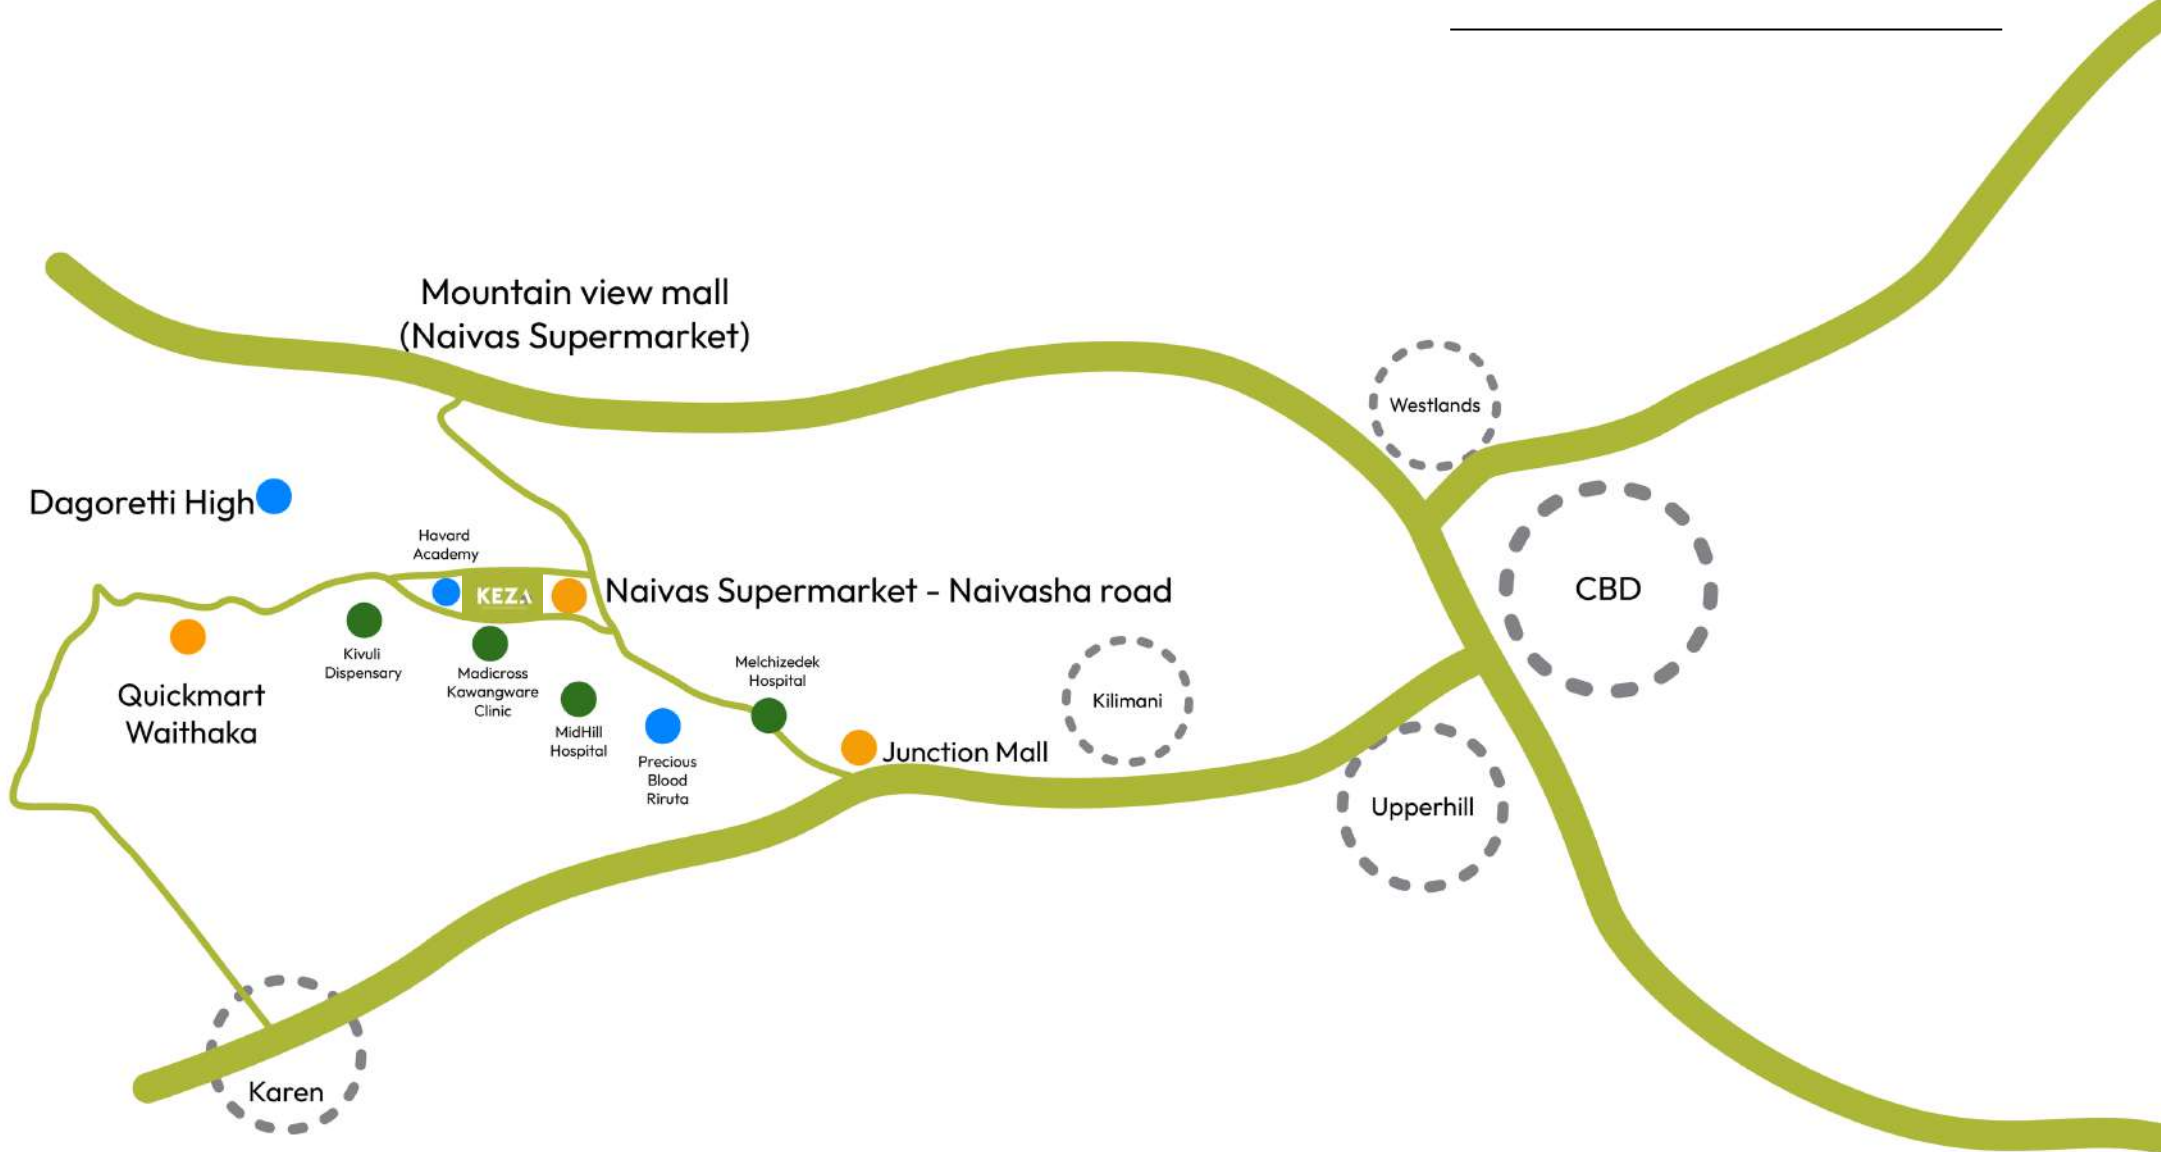 Mountain view mall
(Naivas Supermarket)
Westlands
Dagoretti High
Havard
Academy
KEZA
Naivas Supermarket - Naivasha road
CBD
Kivuli
Dispensary
Madicross
Kawangware
Clinic
Melchizedek
Hospital
Kilimani
Quickmart
Waithaka
MidHill
Hospital
Precious
Blood
Riruta
Junction Mall
Upperhill
Karen